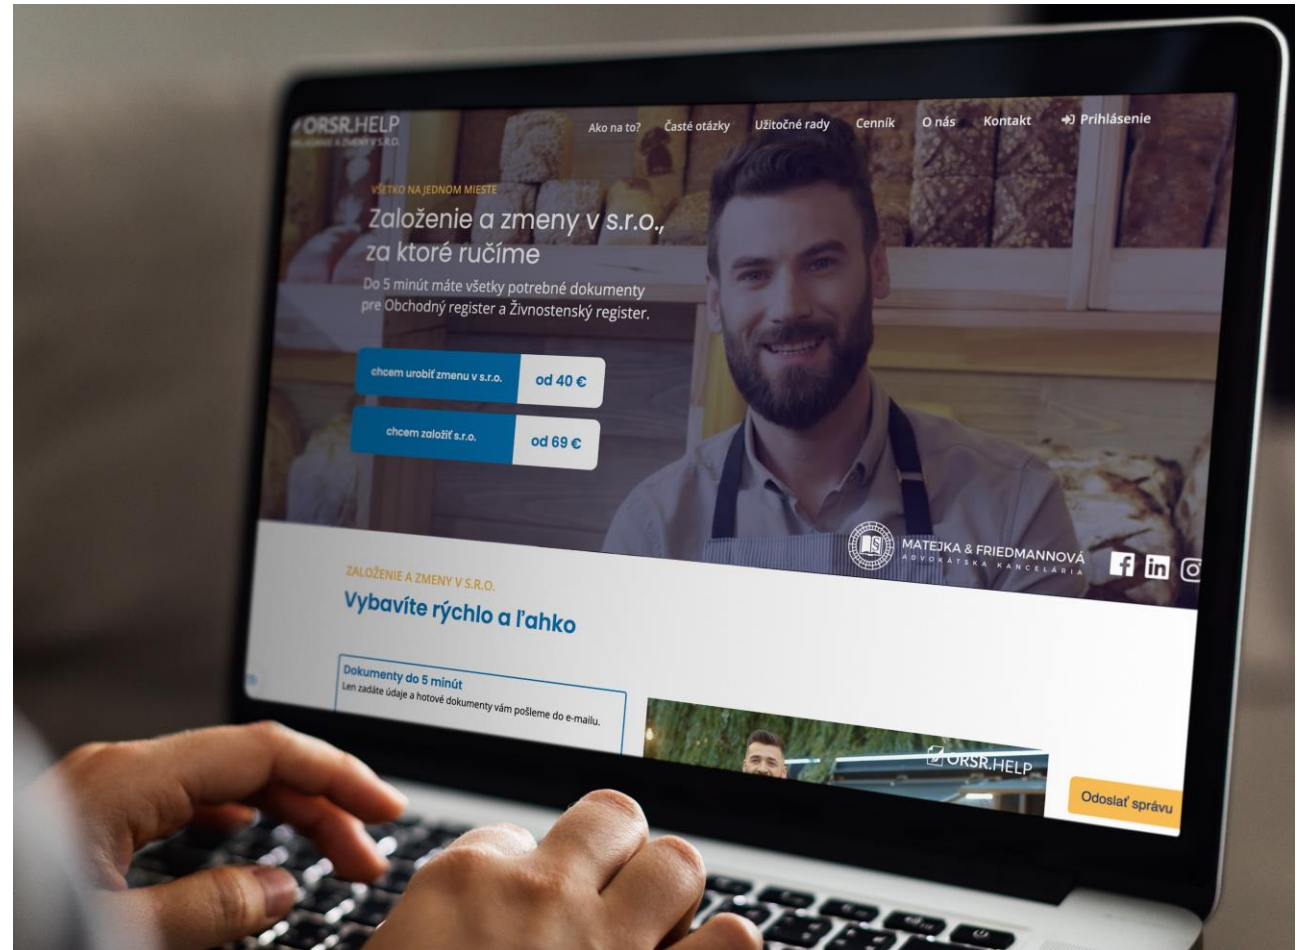 ORSR.HELP
ZALOŽENIE A ZMENY V S.R.O.
Ako na to?
Časté otázky
Užitočné rady
Cenník
O nás
Kontakt
Prihlásenie
VŠETKO NA JEDNOM MIESTE
Založenie a zmeny v s.r.o.,
za ktoré ručíme
Do 5 minút máte všetky potrebné dokumenty
pre Obchodný register a Živnostenský register.
chcem urobiť zmenu v s.r.o.
od 40 €
chcem založiť s.r.o.
od 69 €
MATEJKA & FRIEDMANNOVÁ
ADVOKÁTSKA KANCELÁRIA
ZALOŽENIE A ZMENY V S.R.O.
Vybavíte rýchlo a ľahko
Dokumenty do 5 minút
Len zadáte údaje a hotové dokumenty vám pošleme do e-mailu.
ORSR.HELP
Odoslať správu